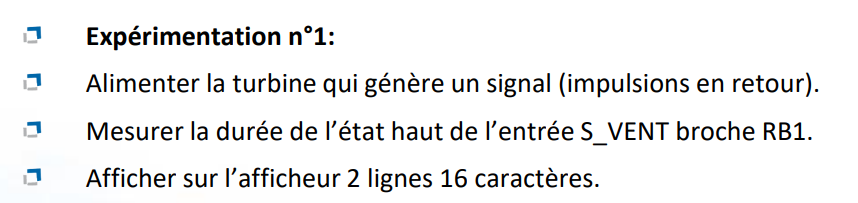 Expérimentation n°1:
Alimenter la turbine qui génère un signal (impulsions en retour).
Mesurer la durée de l’état haut de l’entrée S_VENT broche RB1.
Afficher sur l’afficheur 2 lignes 16 caractères.